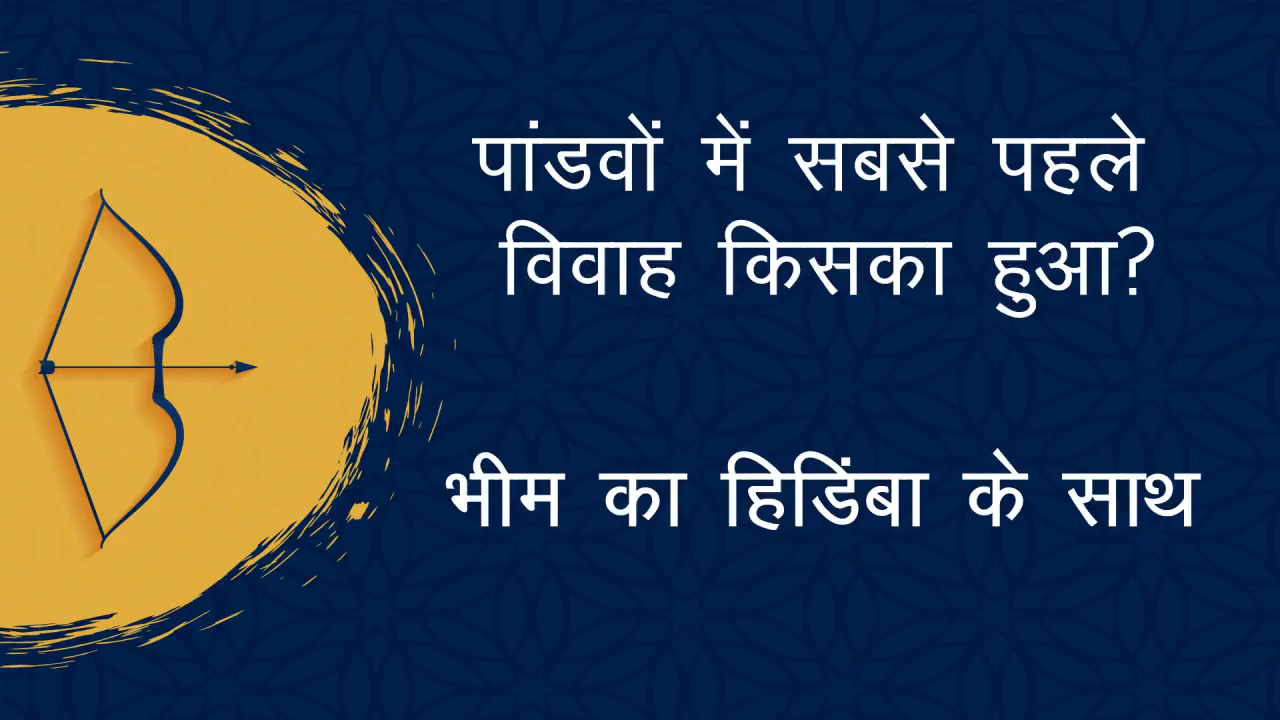 पांडवों में सबसे पहले
विवाह किसका हुआ?
भीम का हिडिंबा के साथ